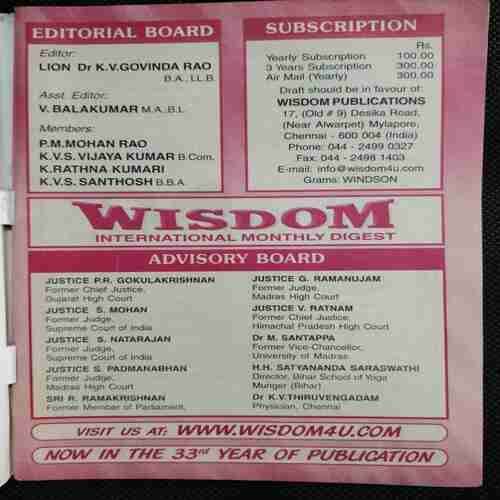 EDITORIAL BOARD
Editor:
LION Dr K.V.GOVINDA RAO
B.A., LL.B.
Asst. Editor:
V. BALAKUMAR M.A., B.L.
Members:
P.M.MOHAN RAO
K.V.S. VIJAYA KUMAR B.Com.
K.RATHNA KUMARI
K.V.S. SANTHOSH B.B.A
SUBSCRIPTION
Rs.
Yearly Subscription 100.00
3 Years Subscription 300.00
Air Mail (Yearly) 300.00
Draft should be in favour of:
WISDOM PUBLICATIONS
17, (Old # 9) Desika Road,
(Near Alwarpet) Mylapore,
Chennai - 600 004 (India)
Phone: 044 - 2499 0327
Fax: 044 - 2498 1403
E-mail: info@wisdom4u.com
Grams: WINDSON
WISDOM
INTERNATIONAL MONTHLY DIGEST
ADVISORY BOARD
JUSTICE P.R. GOKULAKRISHNAN
Former Chief Justice,
Gujarat High Court
JUSTICE S. MOHAN
Former Judge,
Supreme Court of India
JUSTICE S. NATARAJAN
Former Judge,
Supreme Court of India
JUSTICE S. PADMANABHAN
Former Judge,
Madras High Court
SRI R. RAMAKRISHNAN
Former Member of Parliament,
JUSTICE G. RAMANUJAM
Former Judge,
Madras High Court
JUSTICE V. RATNAM
Former Chief Justice,
Himachal Pradesh High Court
Dr M. SANTAPPA
Former Vice-Chancellor,
University of Madras
H.H. SATYANANDA SARASWATHI
Director, Bihar School of Yoga
Munger (Bihar)
Dr K.V.THIRUVENGADAM
Physician, Chennai
VISIT US AT: WWW.WISDOM4U.COM
NOW IN THE 33rd YEAR OF PUBLICATION